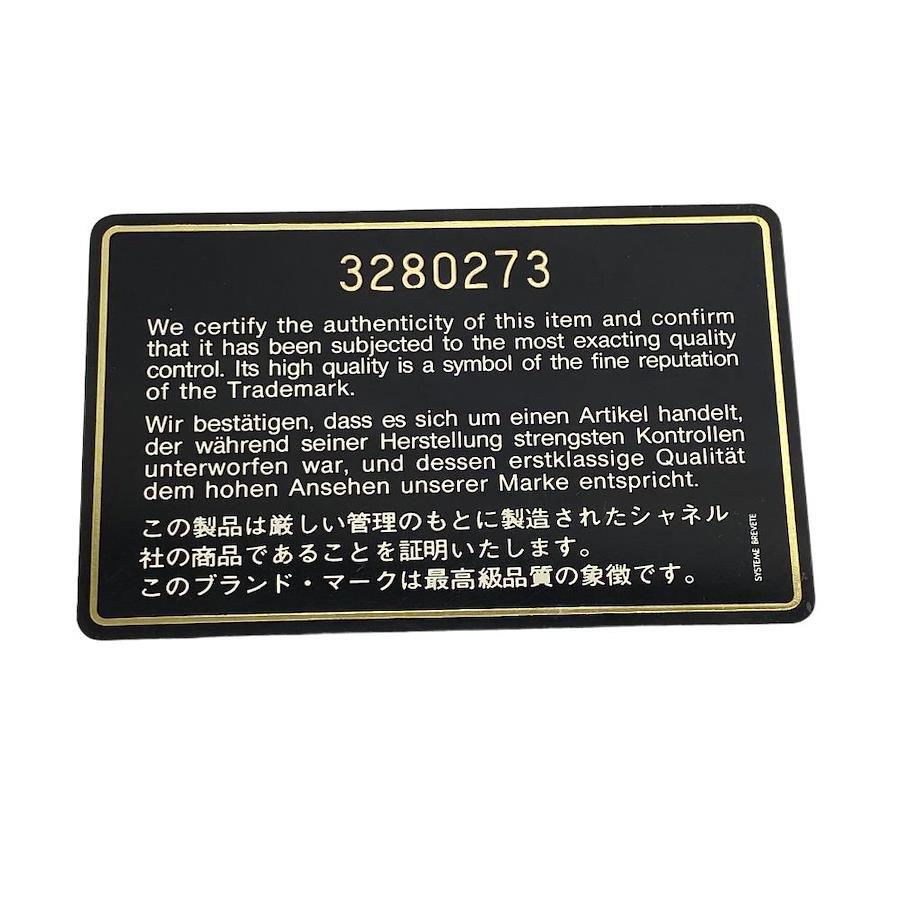 3280273
We certify the authenticity of this item and confirm
that it has been subjected to the most exacting quality
control. Its high quality is a symbol of the fine reputation
of the Trademark.
Wir bestätigen, dass es sich um einen Artikel handelt,
der während seiner Herstellung strengsten Kontrollen
unterworfen war, und dessen erstklassige Qualität
dem hohen Ansehen unserer Marke entspricht.
この製品は厳しい管理のもとに製造されたシャネル
社の商品であることを証明いたします。
このブランド・マークは最高級品質の象徴です。
SYSTEME BREVETE